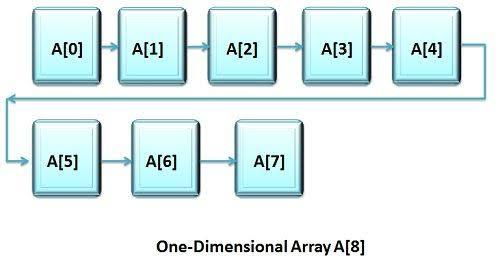 A[0] A[1] A[2] A[3] A[4]
A[5] A[6] A[7]
One-Dimensional Array A[8]